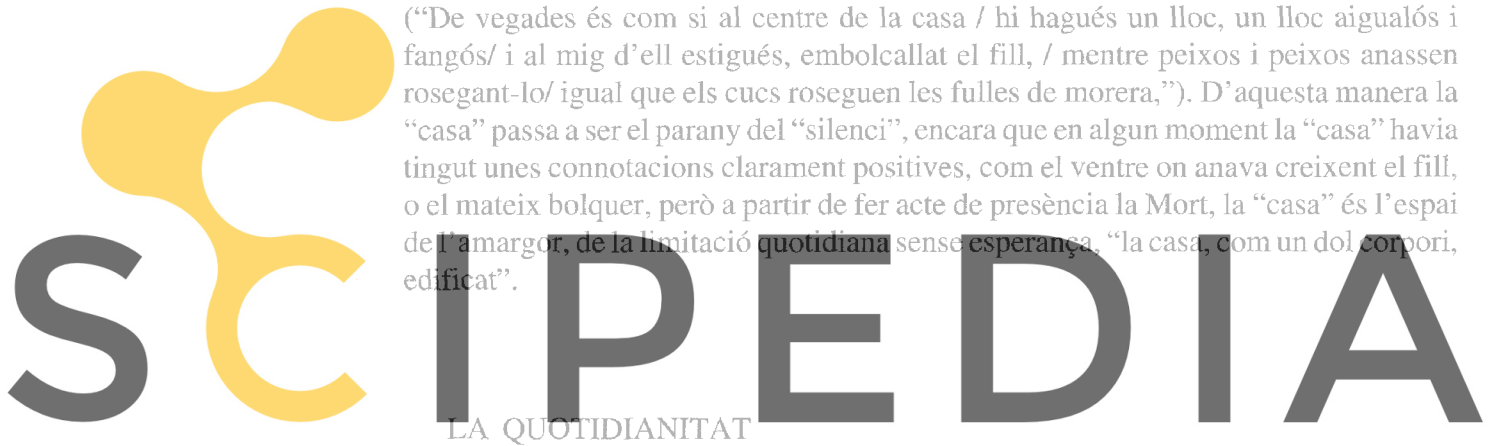 (“De vegades és com si al centre de la casa / hi hagués un lloc, un lloc aigualós i
fangós/ i al mig d’ell estigués, embolcallat el fill, / mentre peixos i peixos anassen
rosegant-lo/ igual que els cucs roseguen les fulles de morera,”). D’aquesta manera la
“casa” passa a ser el parany del “silenci”, encara que en algun moment la “casa” havia
tingut unes connotacions clarament positives, com el ventre on anava creixent el fill,
o el mateix bolquer, però a partir de fer acte de presència la Mort, la “casa” és l’espai
de l’amargor, de la limitació quotidiana sense esperança, “la casa, com un dol corpori,
edificat”.
SCIPEDIA
LA QUOTIDIANITAT